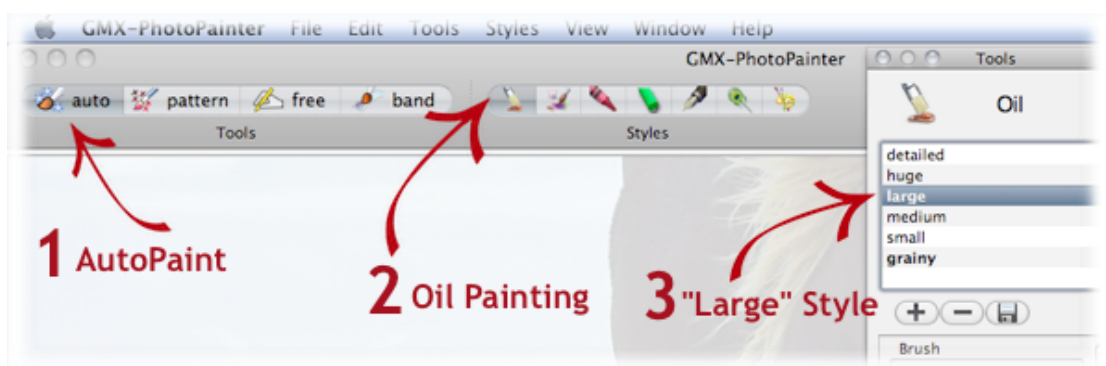 GMX-PhotoPainter File Edit Tools Styles View Window Help
GMX-PhotoPainter
Tools
auto pattern free band
Tools
Styles
Oil
detailed
huge
large
medium
small
grainy
1 AutoPaint
2 Oil Painting
3 "Large" Style
Brush